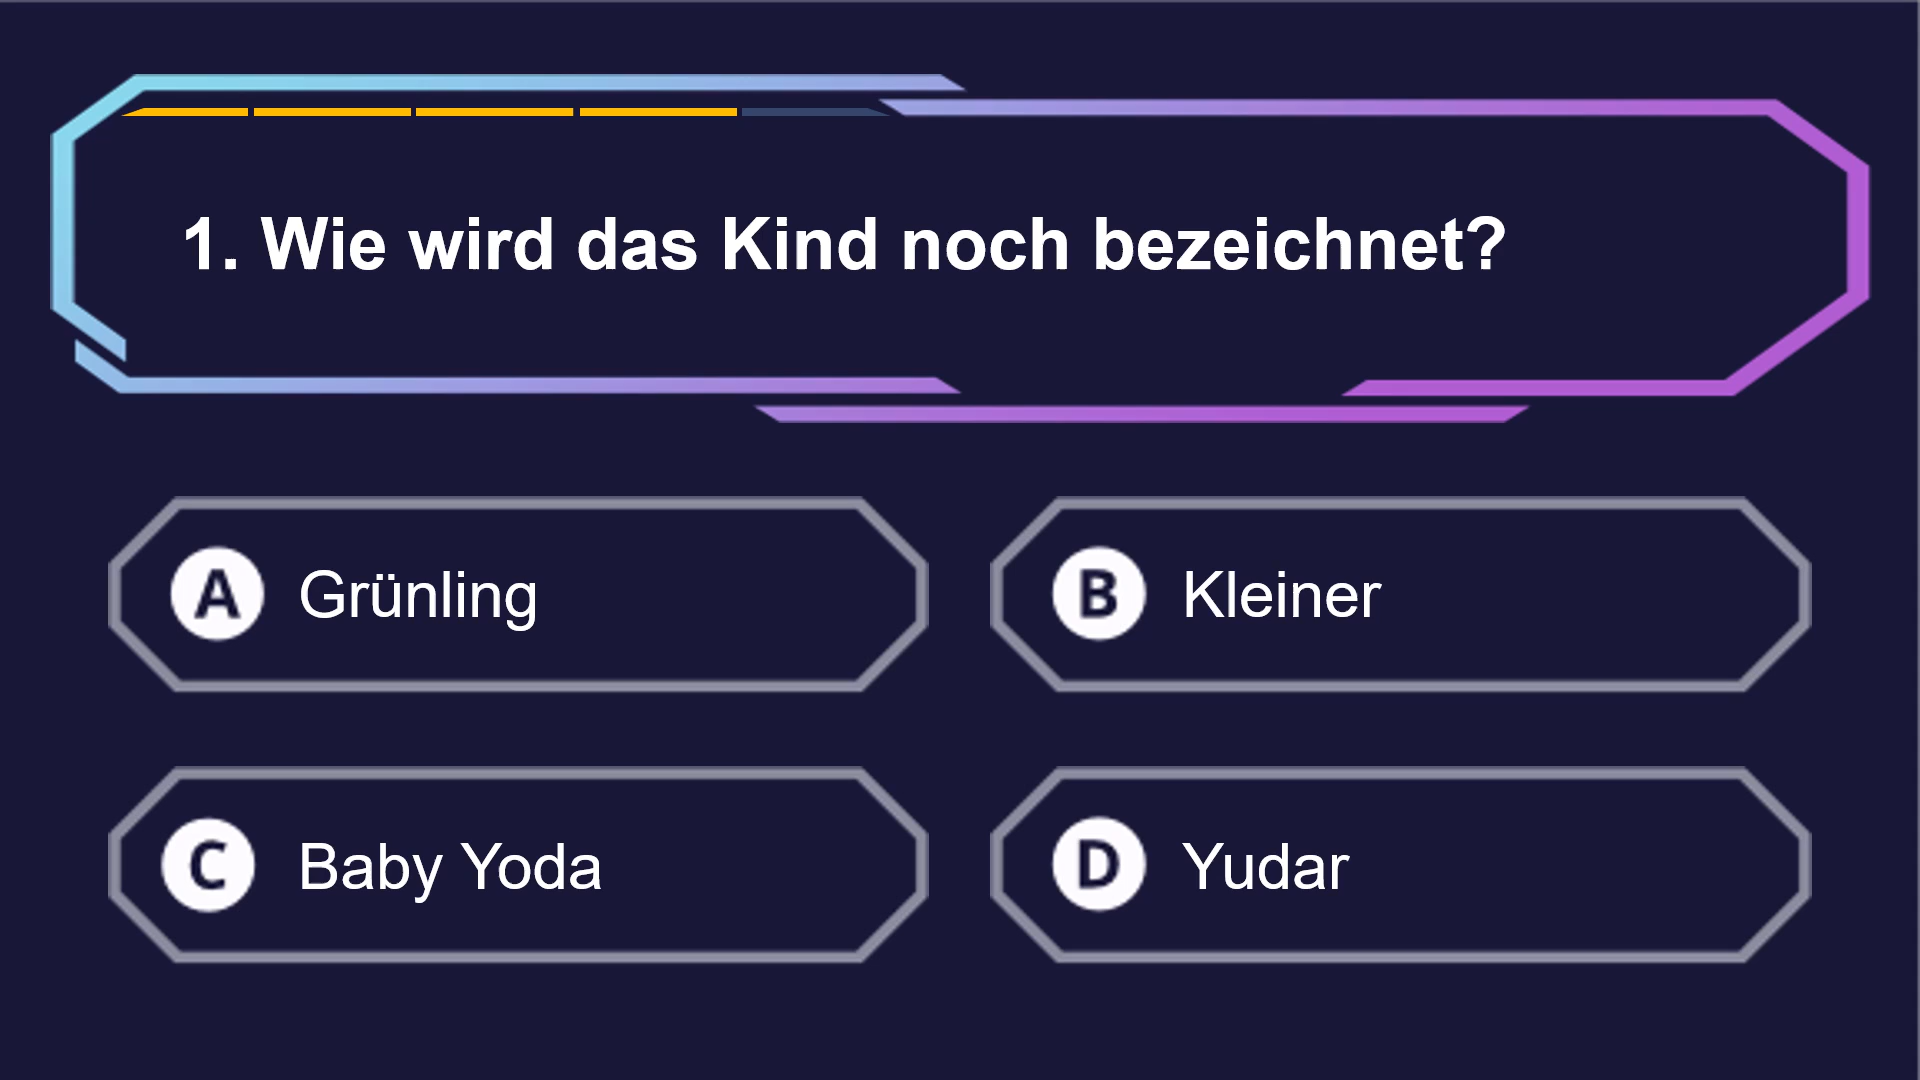 1. Wie wird das Kind noch bezeichnet?
A Grünling
B Kleiner
C Baby Yoda
D Yudar